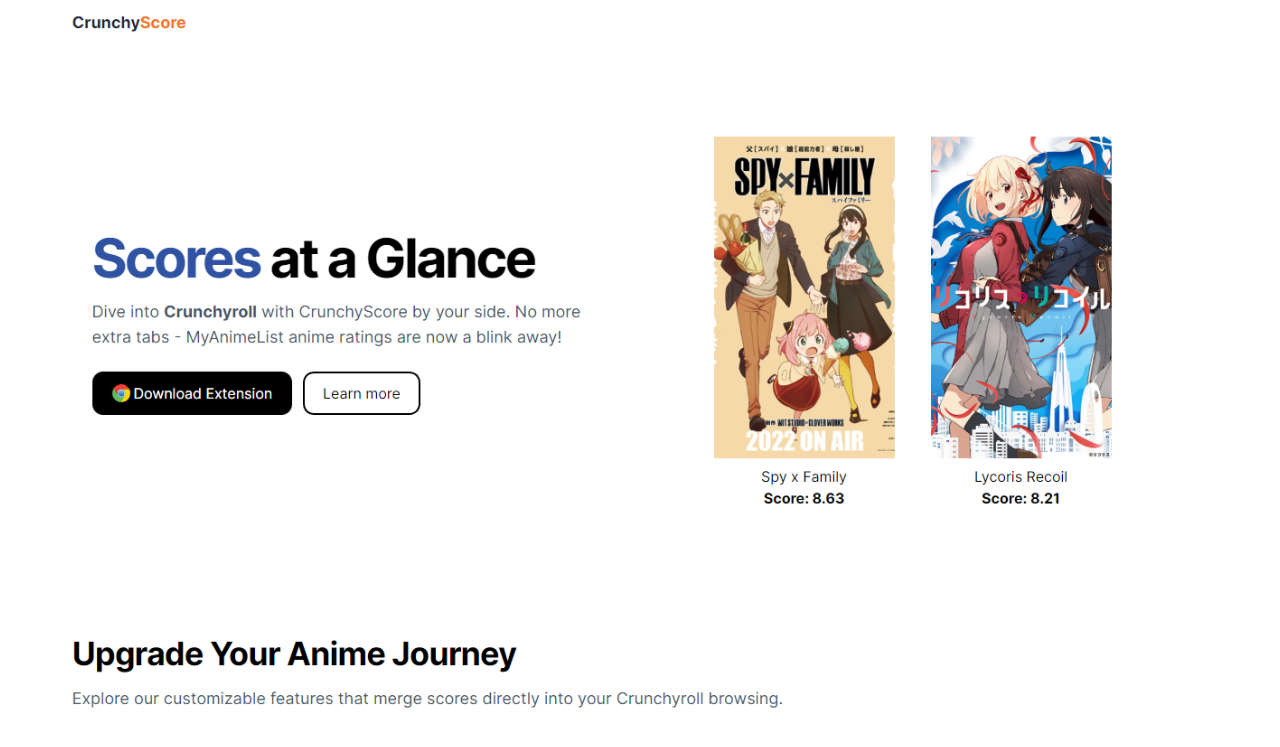 CrunchyScore
Scores at a Glance
Dive into Crunchyroll with CrunchyScore by your side. No more
extra tabs - MyAnimeList anime ratings are now a blink away!
Download Extension
Learn more
父[スパイ] 娘[超能力者] 母[殺し屋]
SPY×FAMILY
スパイファミリー
WIT STUDIO×CLOVER WORKS
2022 ON AIR
Spy x Family
Score: 8.63
リコリス・リコイル
Lycoris Recoil
Score: 8.21
Upgrade Your Anime Journey
Explore our customizable features that merge scores directly into your Crunchyroll browsing.